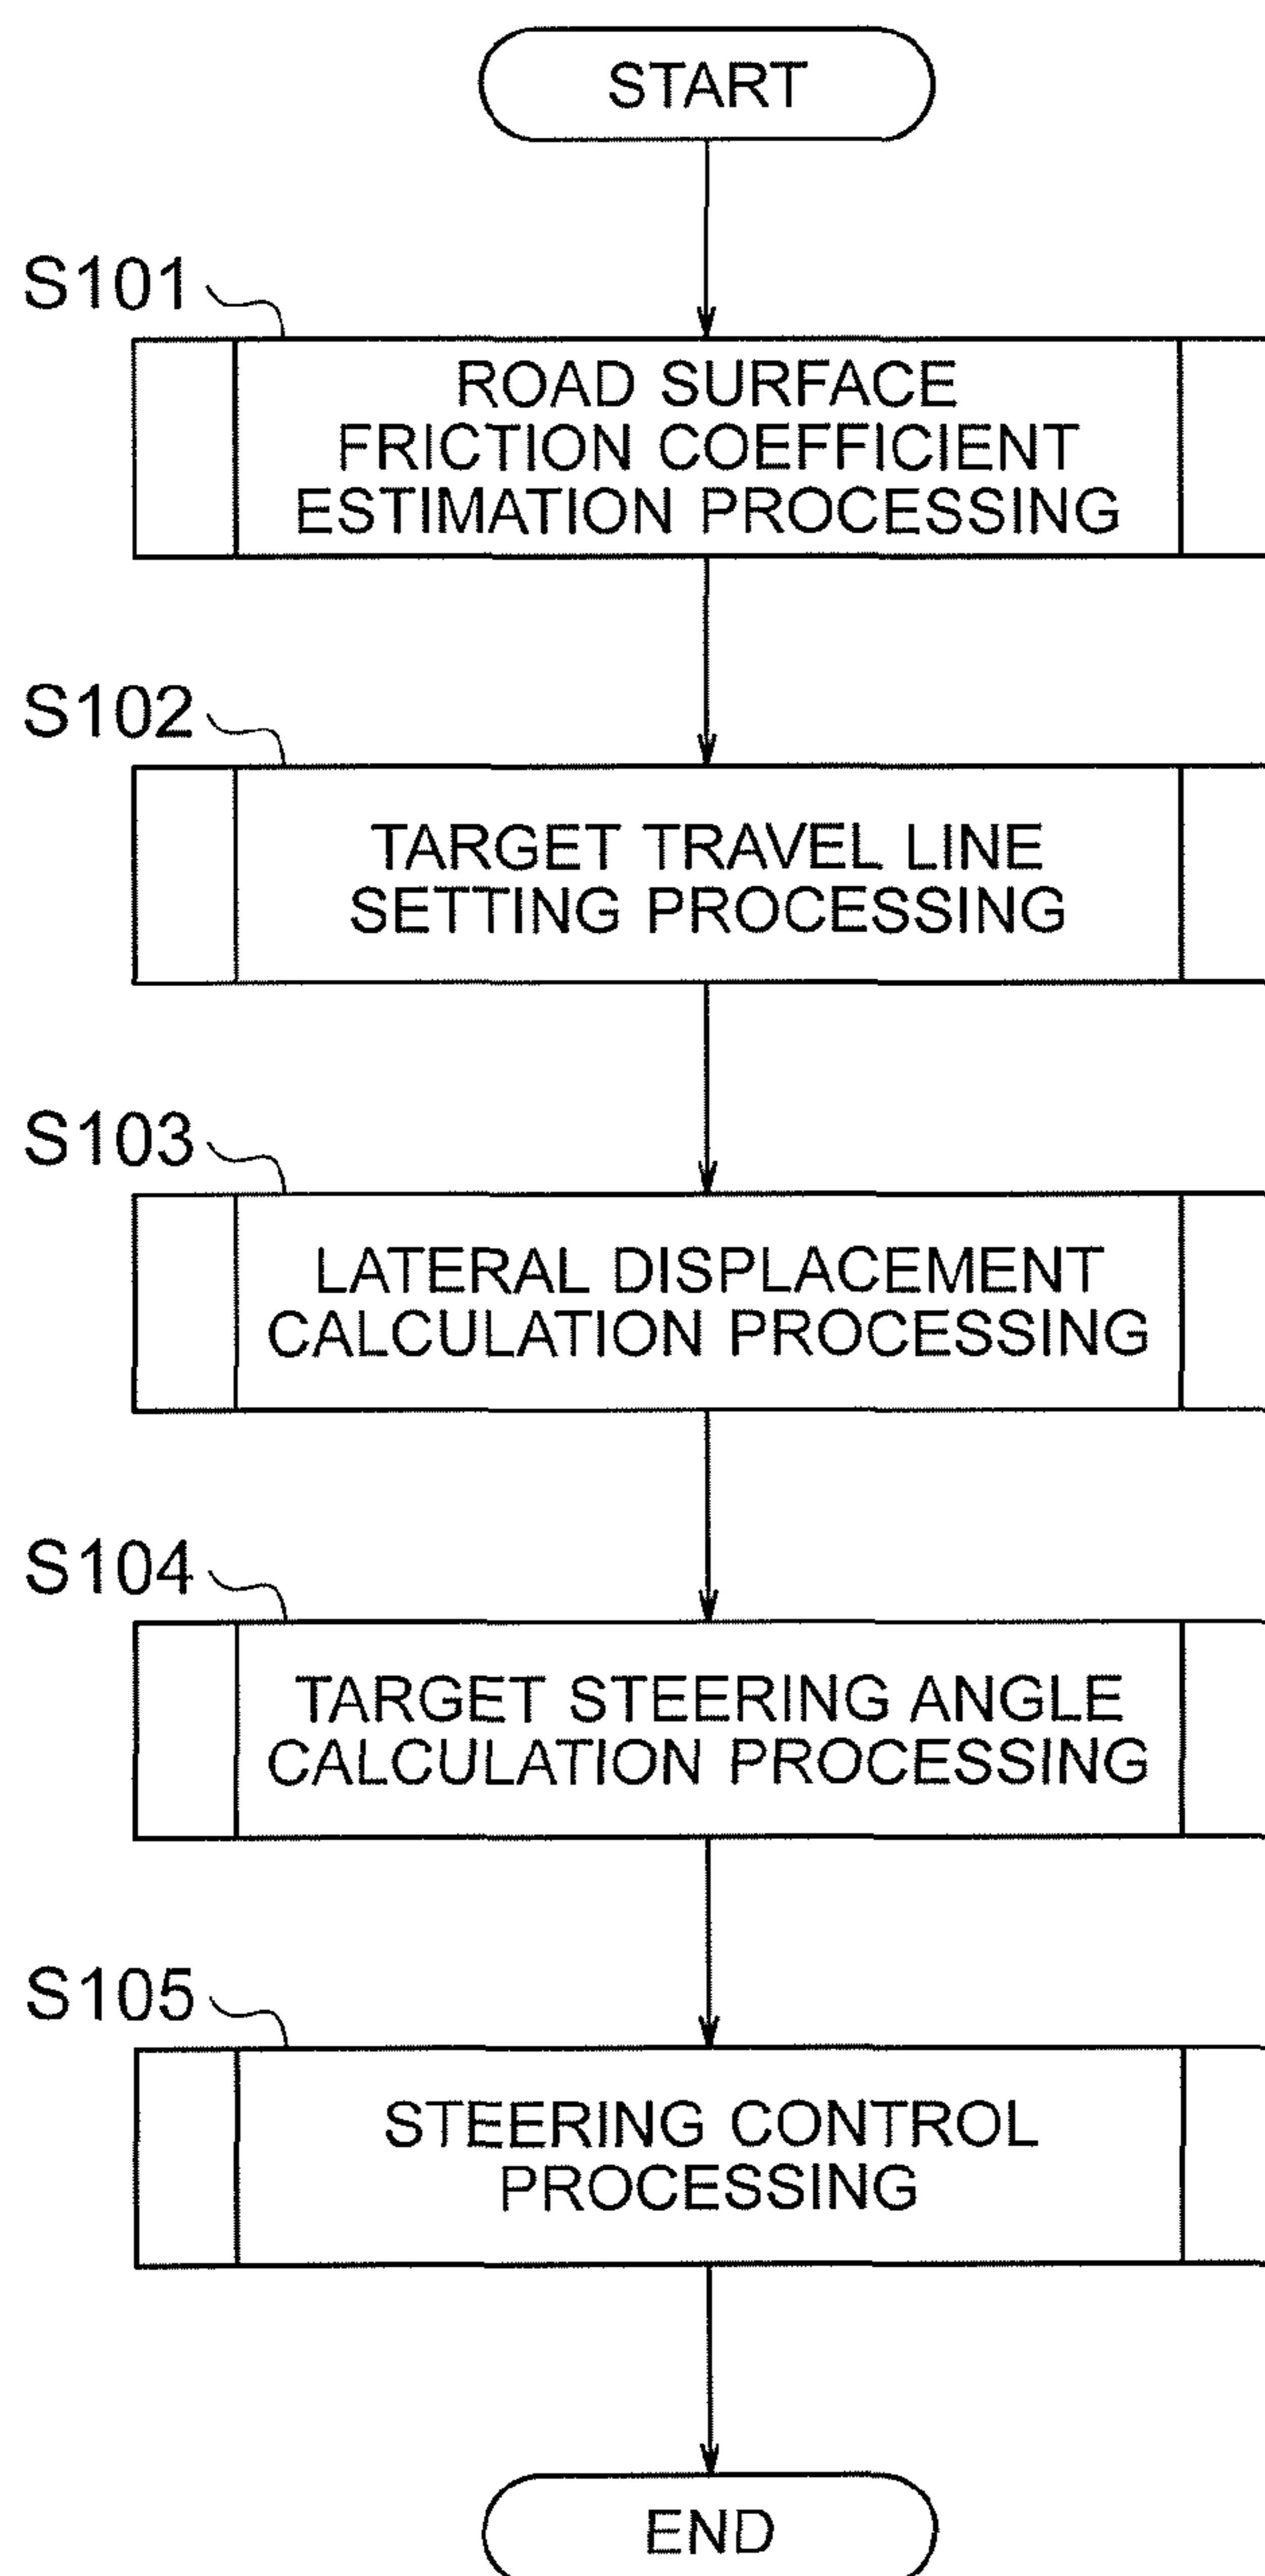 START
S101
ROAD SURFACE
FRICTION COEFFICIENT
ESTIMATION PROCESSING
S102
TARGET TRAVEL LINE
SETTING PROCESSING
S103
LATERAL DISPLACEMENT
CALCULATION PROCESSING
S104
TARGET STEERING ANGLE
CALCULATION PROCESSING
S105
STEERING CONTROL
PROCESSING
END